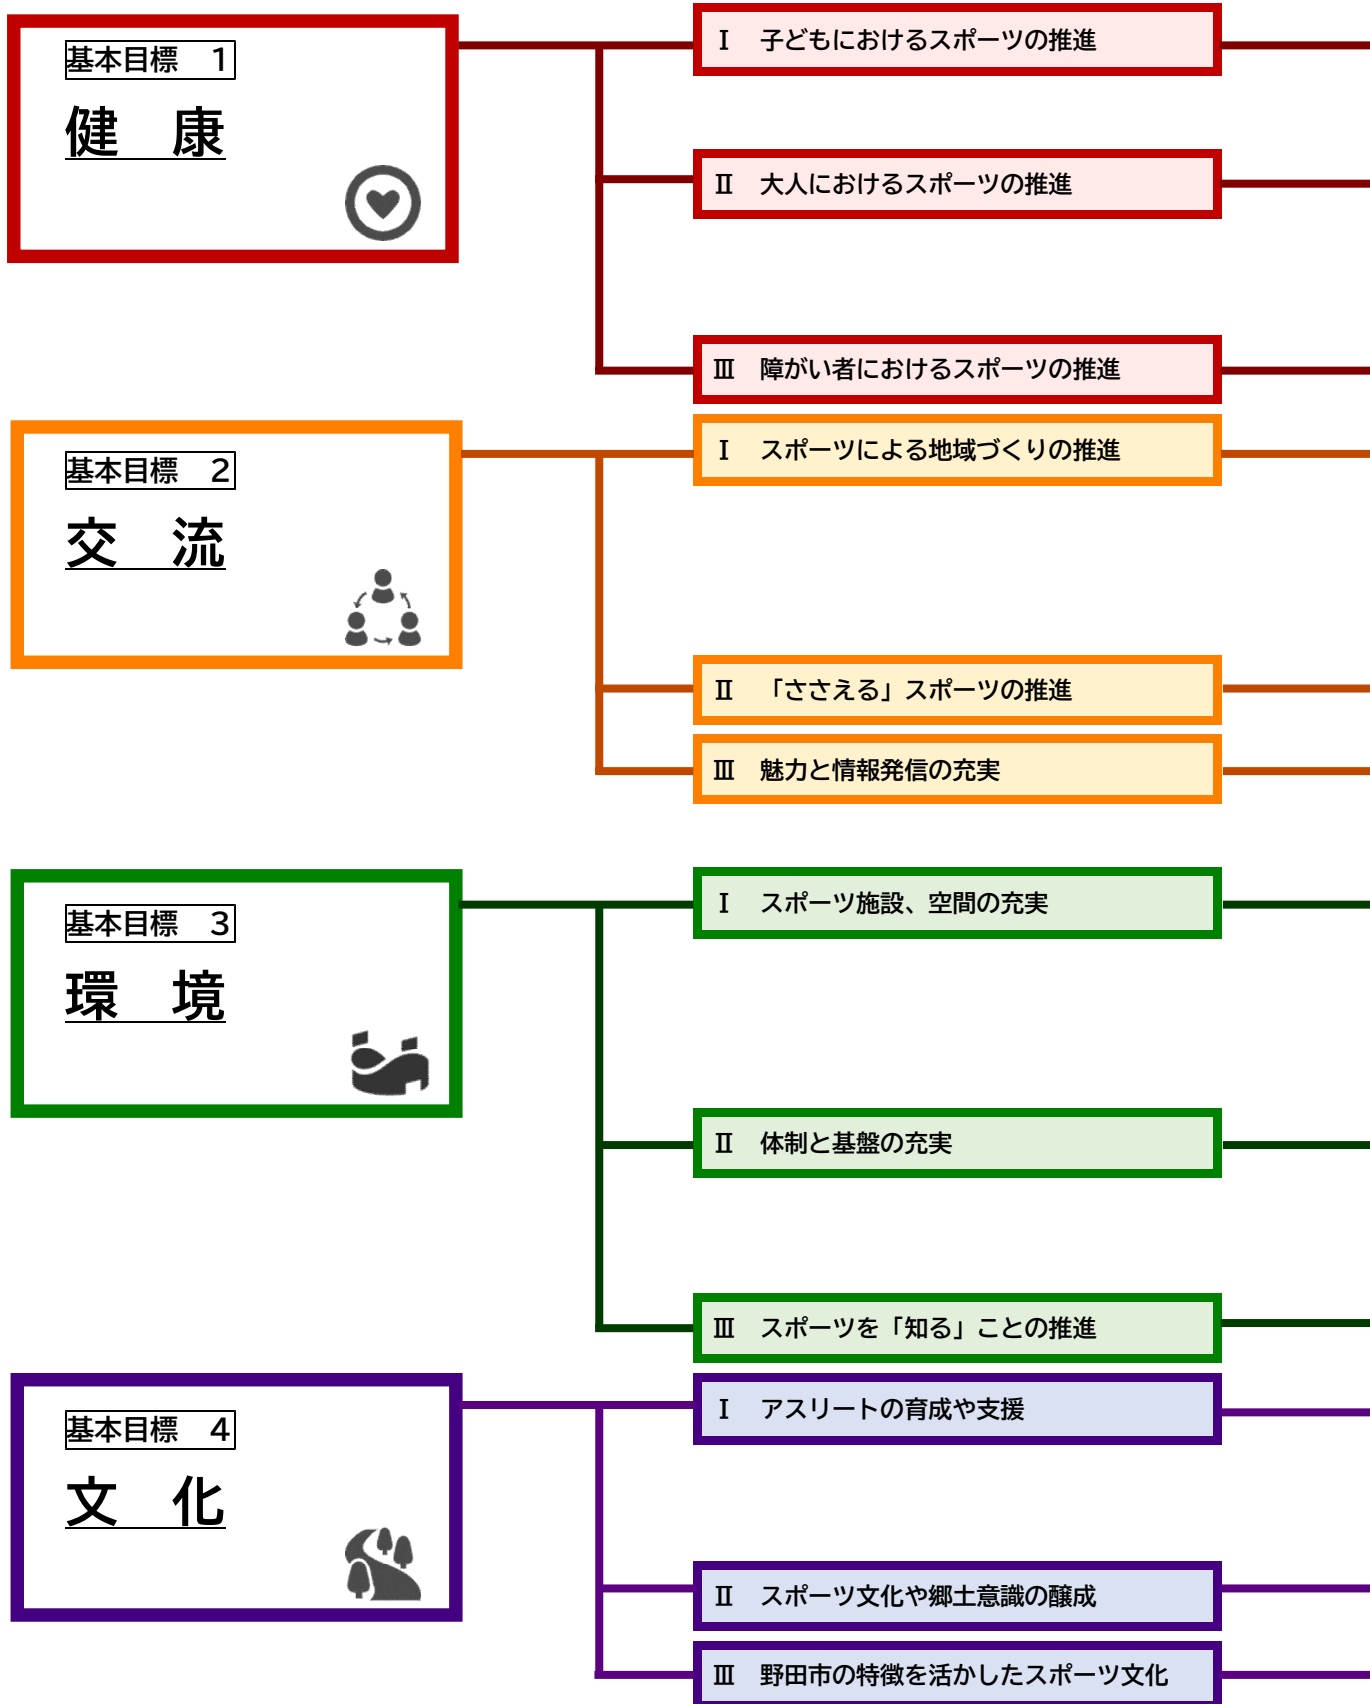 基本目標　1
健　康
Ⅰ　子どもにおけるスポーツの推進
Ⅱ　大人におけるスポーツの推進
Ⅲ　障がい者におけるスポーツの推進
基本目標　2
交　流
Ⅰ　スポーツによる地域づくりの推進
Ⅱ　「ささえる」スポーツの推進
Ⅲ　魅力と情報発信の充実
基本目標　3
環　境
Ⅰ　スポーツ施設、空間の充実
Ⅱ　体制と基盤の充実
Ⅲ　スポーツを「知る」ことの推進
基本目標　4
文　化
Ⅰ　アスリートの育成や支援
Ⅱ　スポーツ文化や郷土意識の醸成
Ⅲ　野田市の特徴を活かしたスポーツ文化